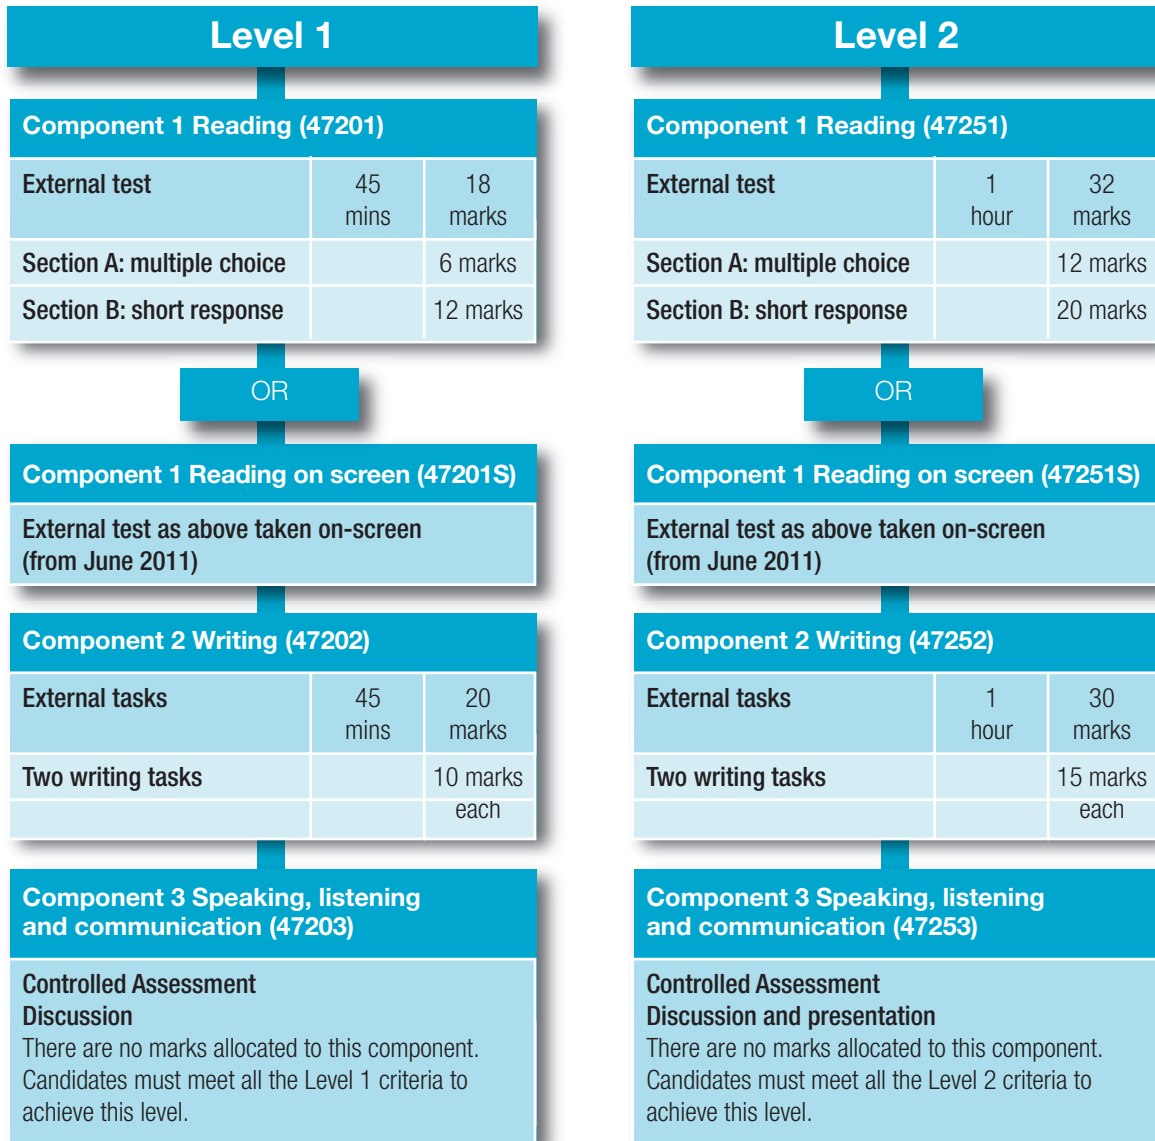 Level 1
Component 1 Reading (47201)
External test 45 mins 18 marks
Section A: multiple choice 6 marks
Section B: short response 12 marks
OR
Component 1 Reading on screen (47201S)
External test as above taken on-screen
(from June 2011)
Component 2 Writing (47202)
External tasks 45 mins 20 marks
Two writing tasks 10 marks each
Component 3 Speaking, listening
and communication (47203)
Controlled Assessment
Discussion
There are no marks allocated to this component.
Candidates must meet all the Level 1 criteria to
achieve this level.
Level 2
Component 1 Reading (47251)
External test 1 hour 32 marks
Section A: multiple choice 12 marks
Section B: short response 20 marks
OR
Component 1 Reading on screen (47251S)
External test as above taken on-screen
(from June 2011)
Component 2 Writing (47252)
External tasks 1 hour 30 marks
Two writing tasks 15 marks each
Component 3 Speaking, listening
and communication (47253)
Controlled Assessment
Discussion and presentation
There are no marks allocated to this component.
Candidates must meet all the Level 2 criteria to
achieve this level.